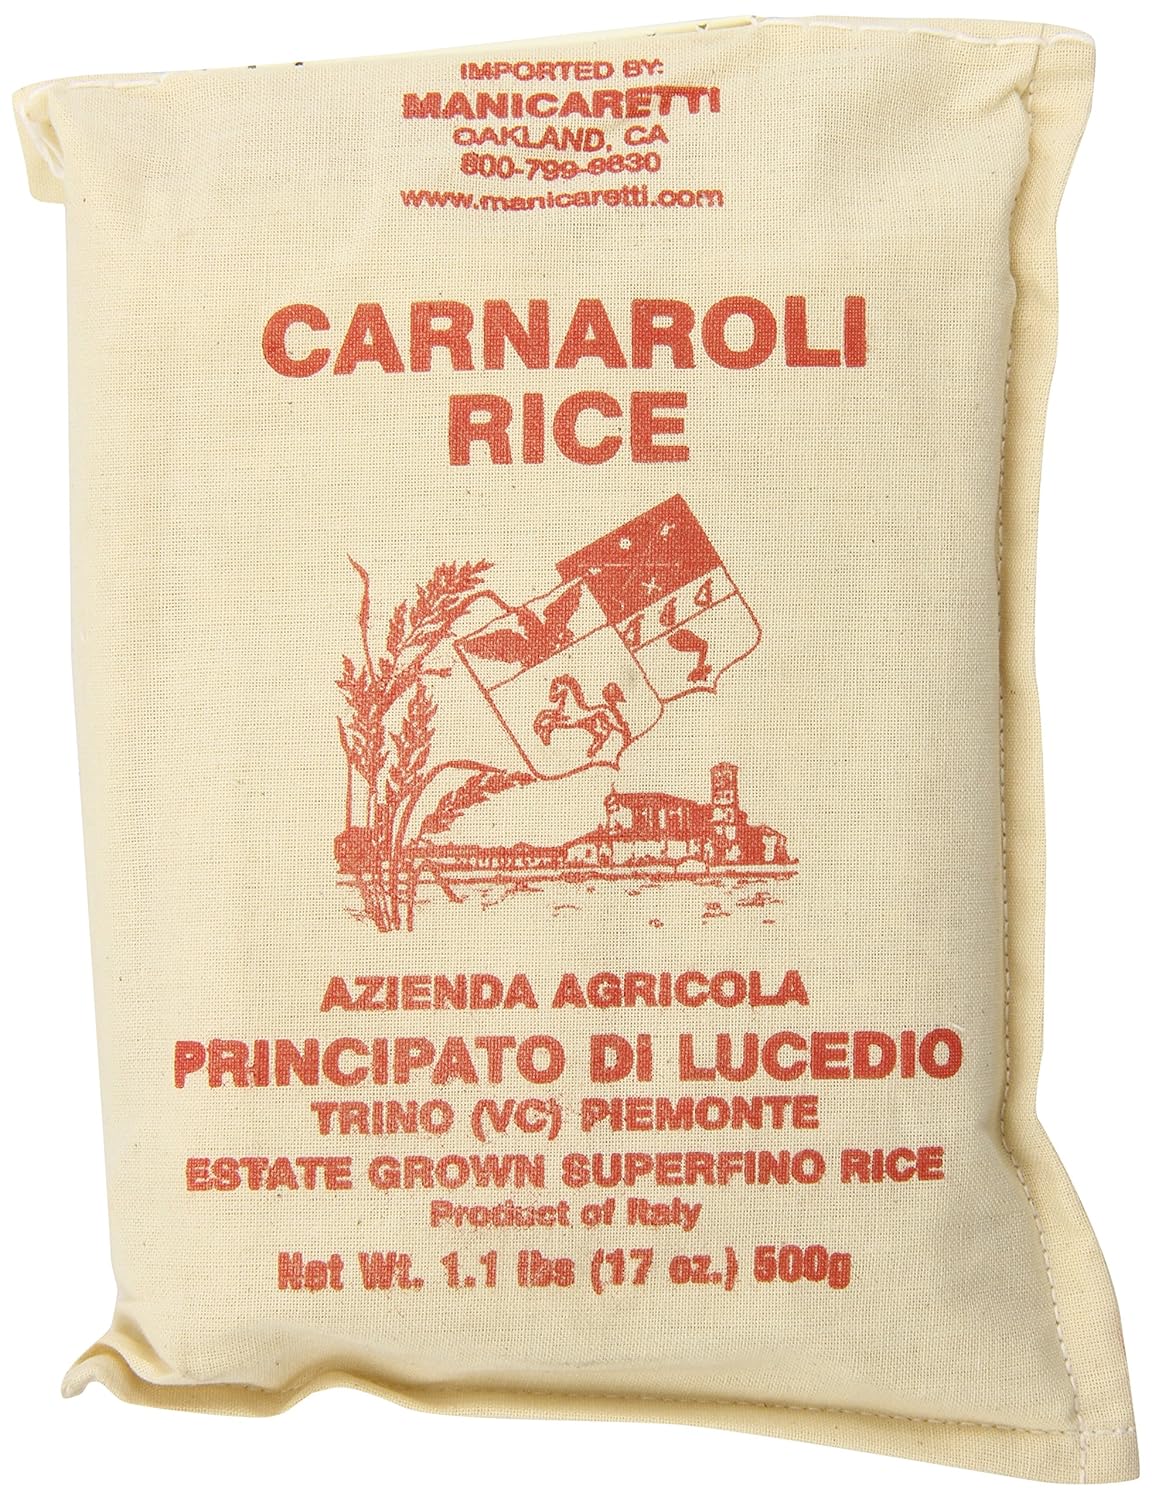 IMPORTED BY:
MANICARETTI
OAKLAND, CA
800-799-9830
www.manicaretti.com
CARNAROLI
RICE
AZIENDA AGRICOLA
PRINCIPATO DI LUCEDIO
TRINO (VC) PIEMONTE
ESTATE GROWN SUPERFINO RICE
Product of Italy
Net Wt. 1.1 lbs (17 oz.) 500g